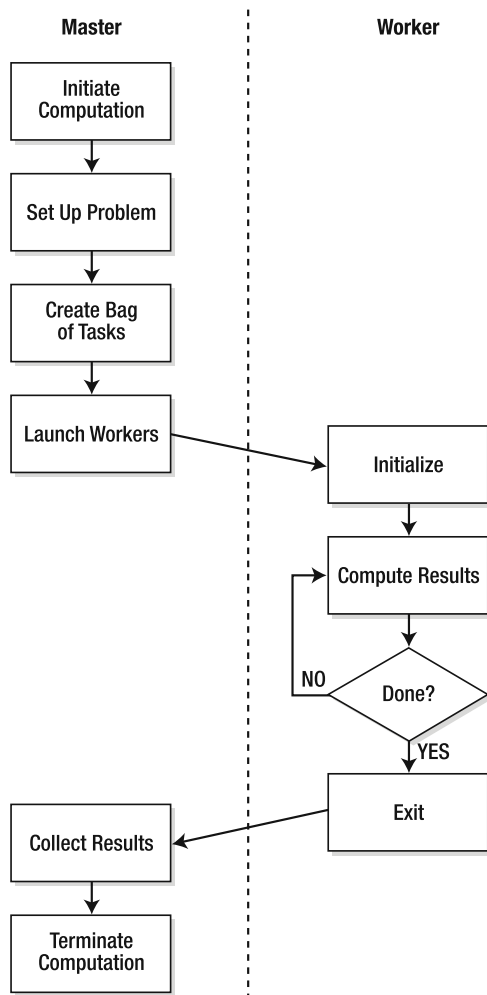 Master
Worker
Initiate
Computation
Set Up Problem
Create Bag
of Tasks
Launch Workers
Initialize
Compute Results
NO
Done?
YES
Exit
Collect Results
Terminate
Computation